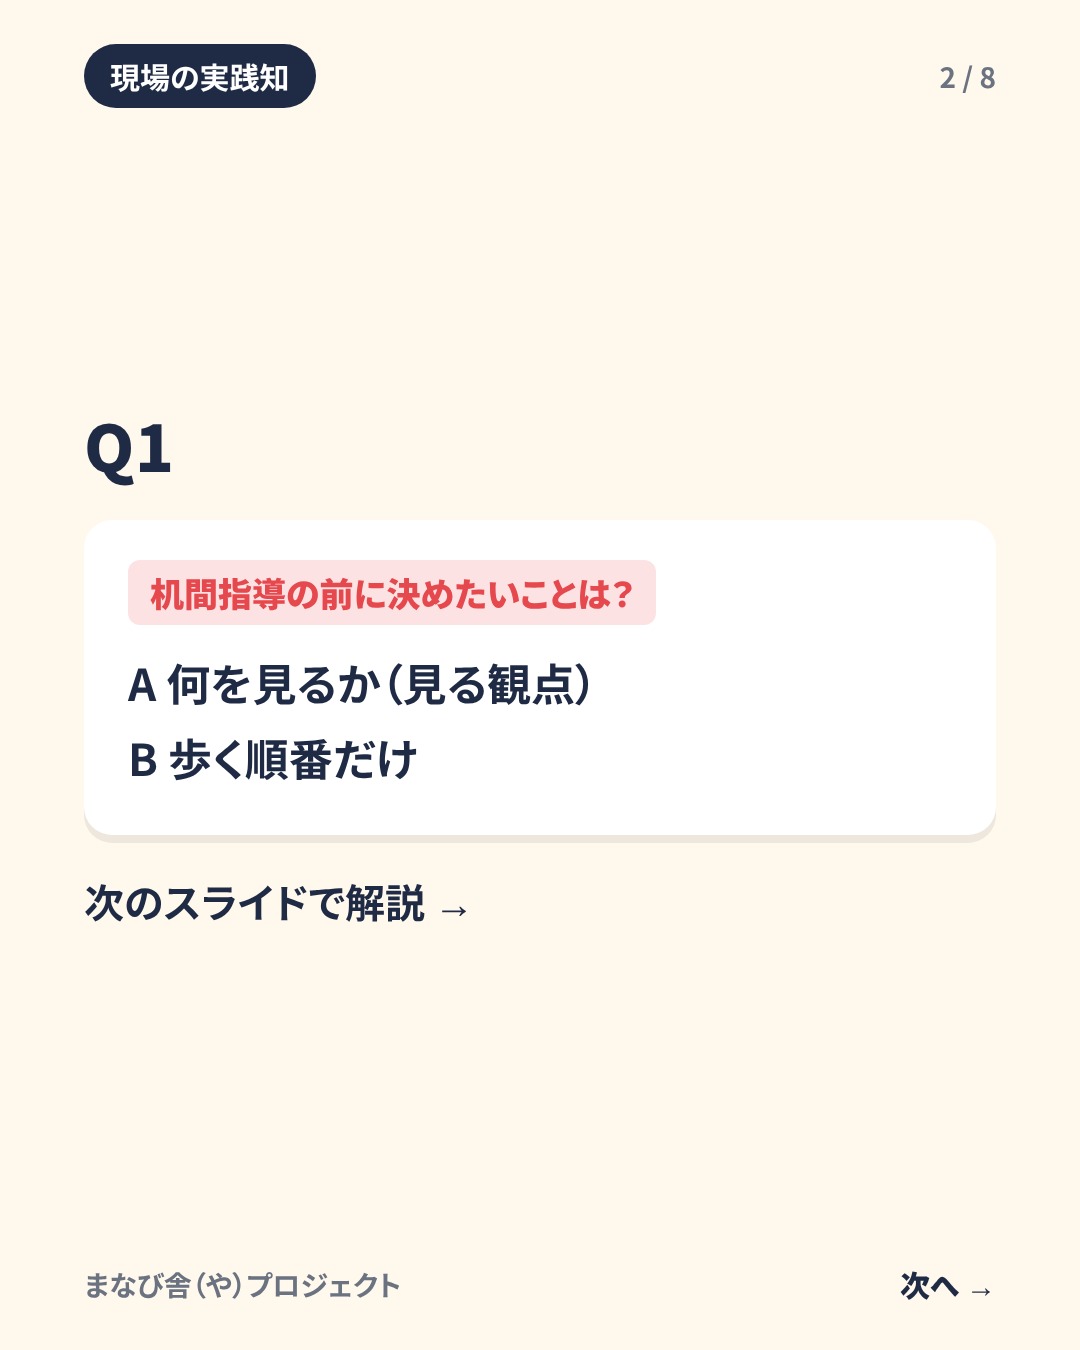 現場の実践知
2 / 8
Q1
机間指導の前に決めたいことは？
A 何を見るか（見る観点）
B 歩く順番だけ
次のスライドで解説 →
まなび舎（や）プロジェクト
次へ →